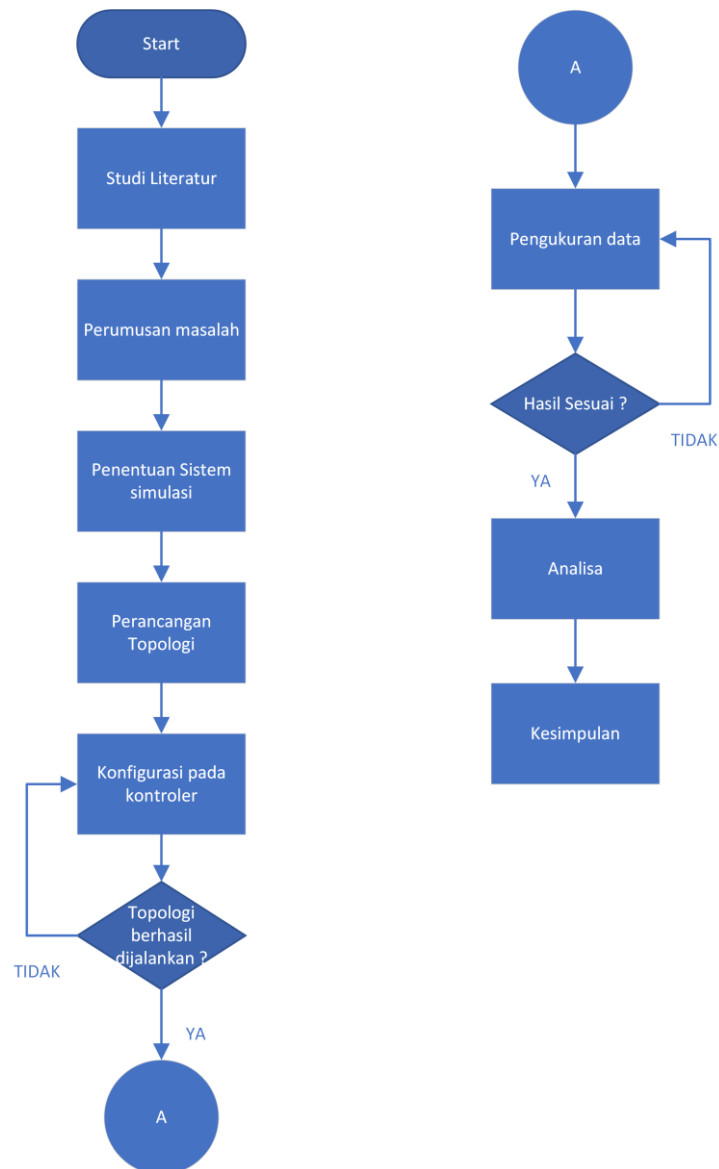 Start
Studi Literatur
Perumusan masalah
Penentuan Sistem
simulasi
Perancangan
Topologi
Konfigurasi pada
kontroler
Topologi
berhasil
dijalankan ?
TIDAK
YA
A
A
Pengukuran data
Hasil Sesuai ?
TIDAK
YA
Analisa
Kesimpulan